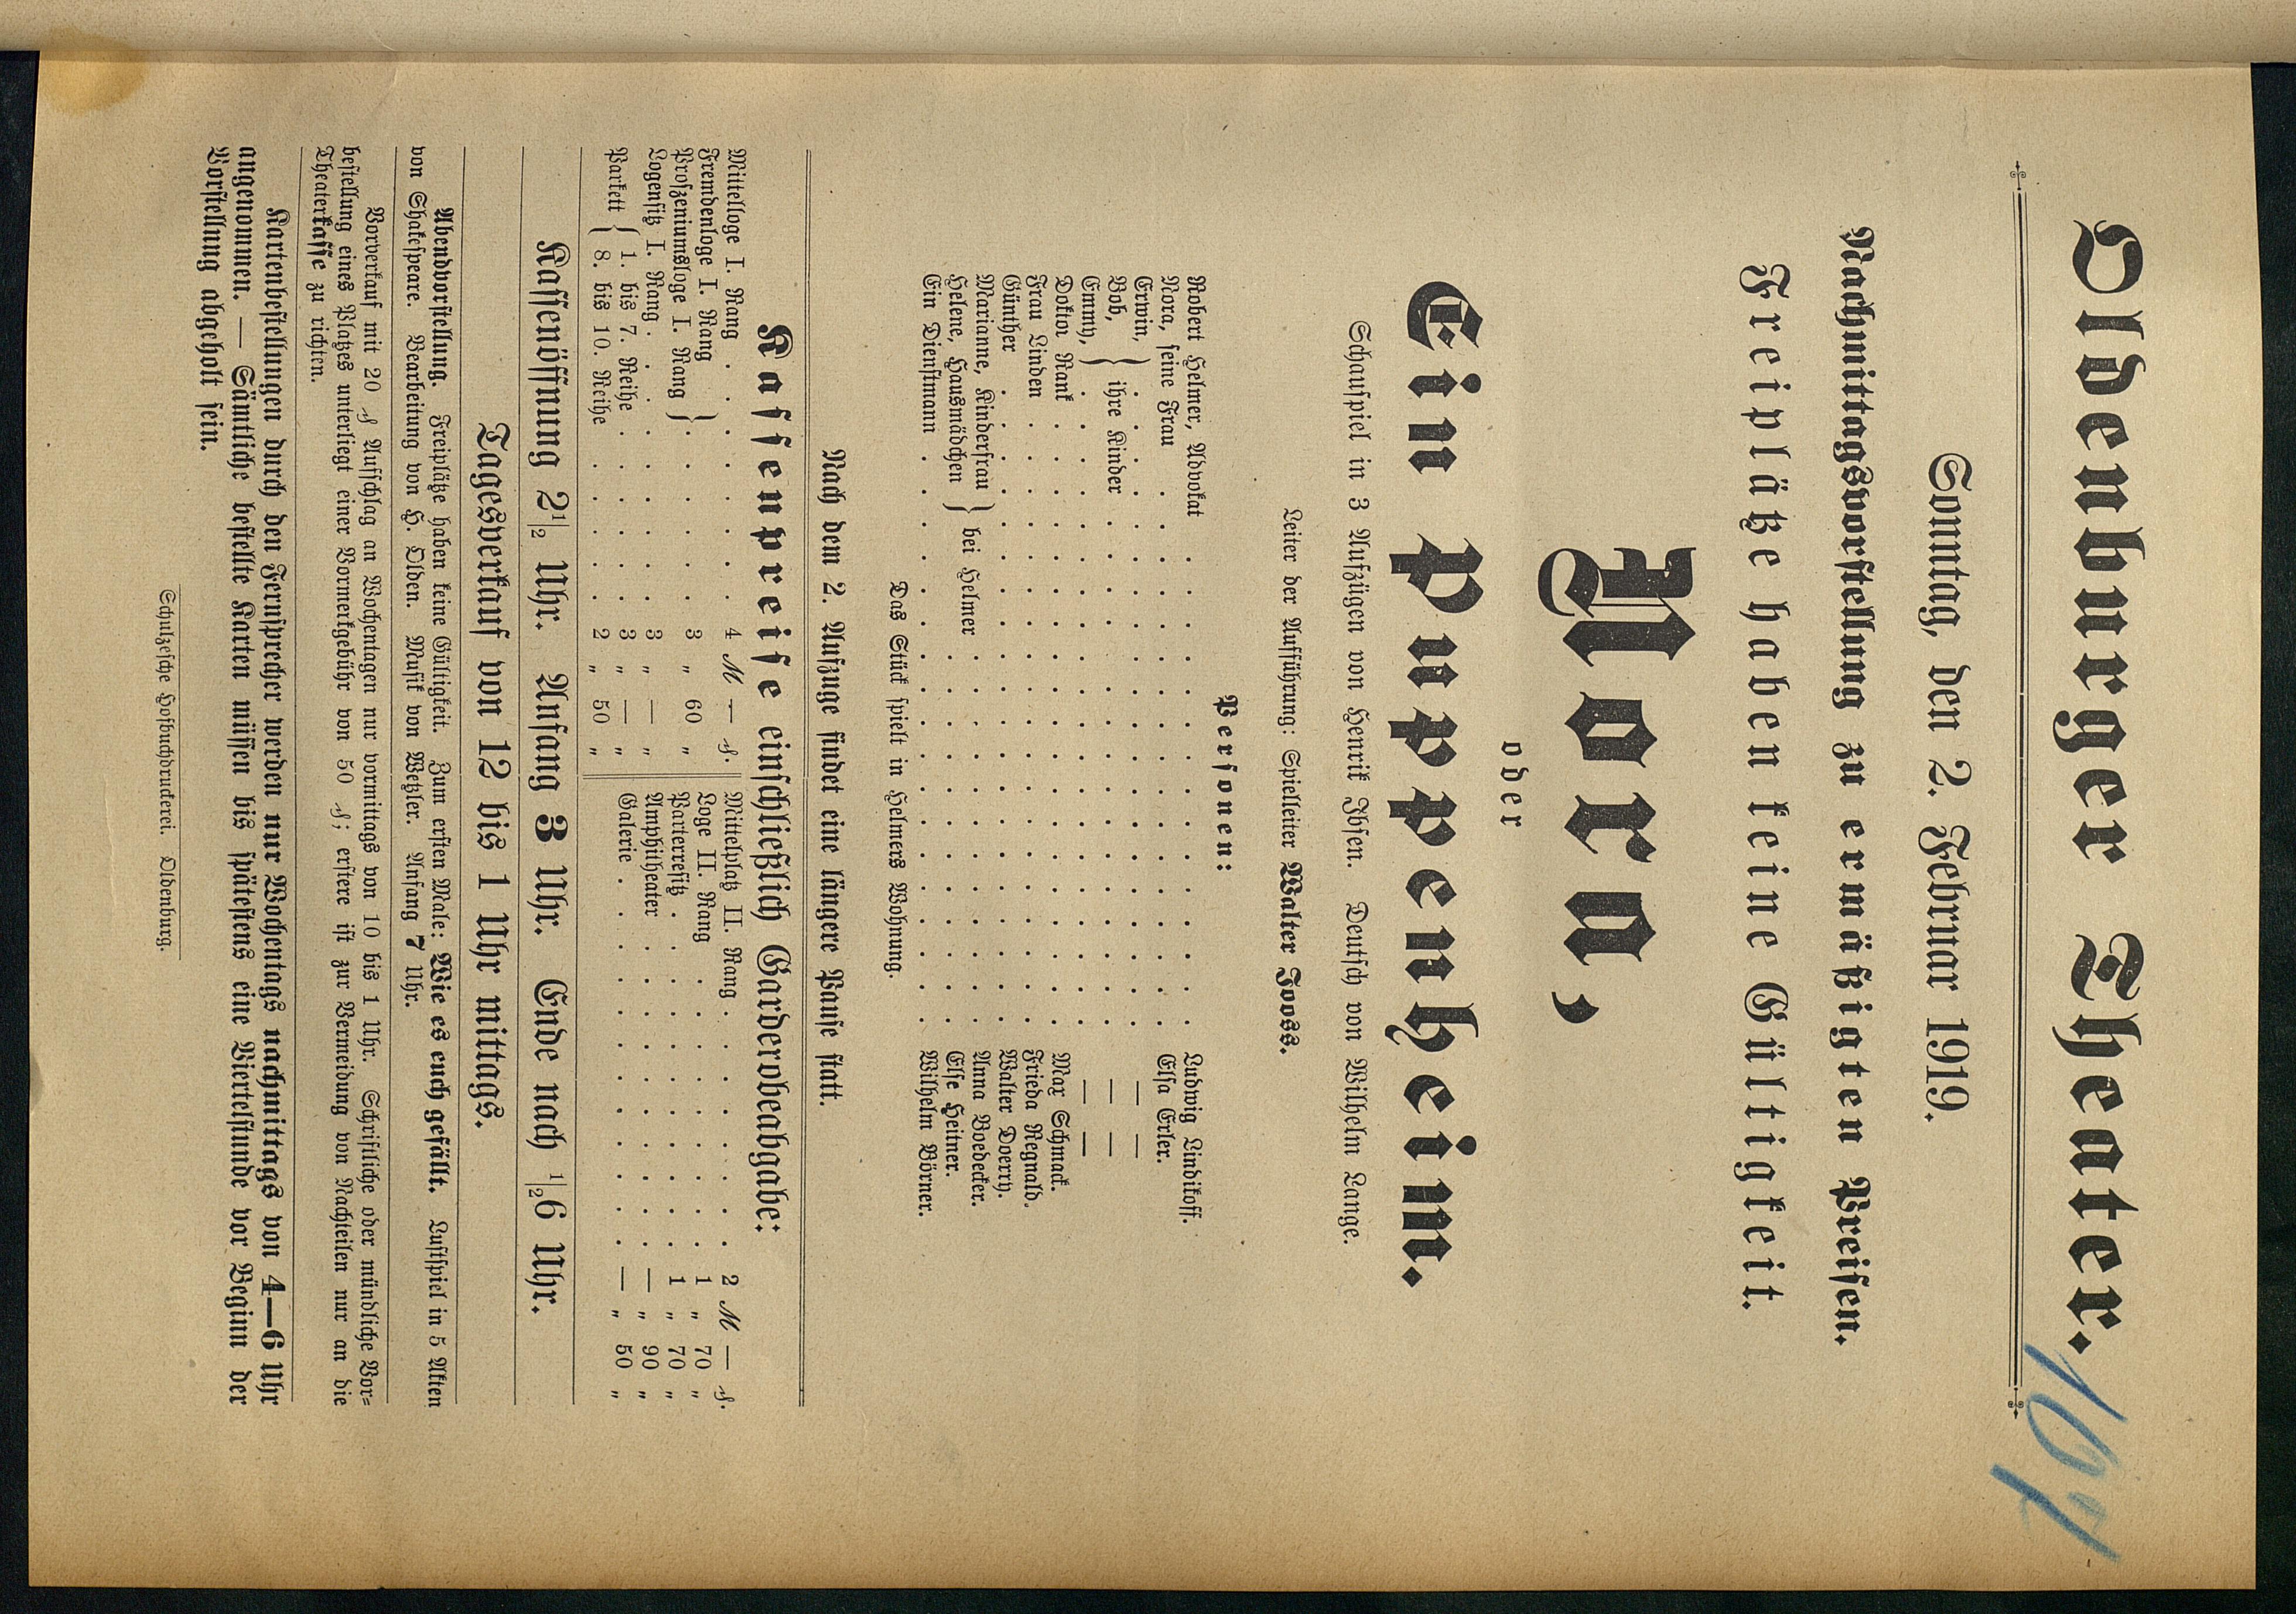 Oldenburger Theater.
Sonntag, den 2. Februar 1919.
Nachmittagsvorstellung zu ermäßigten Preisen.
Freiplätze haben keine Gültigkeit.
Nora,
oder
Ein Puppenheim.
Schauspiel in 3 Aufzügen von Henrik Ibsen. Deutsch von Wilhelm Lange.
Leiter der Aufführung: Spielleiter Walter Jooss.
Personen:
Robert Helmer, Advokat . . . . . . . . Ludwig Lindikoff.
Nora, seine Frau . . . . . . . . Elsa Erler.
Erwin, } . . . . . . . . — —
Bob, } ihre Kinder . . . . . . . . — —
Emmy, } . . . . . . . . — —
Doktor Rank . . . . . . . . Max Schmack.
Frau Linden . . . . . . . . Frieda Regnald.
Günther . . . . . . . . Walter Doerry.
Marianne, Kinderfrau } bei Helmer . . . . . . . . Anna Boedecker.
Helene, Hausmädchen } . . . . . . . . Else Heitner.
Ein Dienstmann . . . . . . . . Wilhelm Börner.
Das Stück spielt in Helmers Wohnung.
Nach dem 2. Aufzuge findet eine längere Pause statt.
Kassenpreise einschließlich Garderobeabgabe:
Mittelloge I. Rang . . . . . 4 ℳ — ₰.
Fremdenloge I. Rang }
Proszeniumsloge I. Rang } . . . . 3 „ 60 „
Logensitz I. Rang . . . . . 3 „ — „
Parkett { 1. bis 7. Reihe . . . . 3 „ — „
{ 8. bis 10. Reihe . . . . 2 „ 50 „
Mittelplatz II. Rang . . . . . 2 ℳ — ₰.
Loge II. Rang . . . . . 1 „ 70 „
Parterresitz . . . . . 1 „ 70 „
Amphitheater . . . . . — „ 90 „
Galerie . . . . . — „ 50 „
Kassenöffnung 2½ Uhr. Anfang 3 Uhr. Ende nach ½6 Uhr.
Tagesverkauf von 12 bis 1 Uhr mittags.
Abendvorstellung. Freiplätze haben keine Gültigkeit. Zum ersten Male: Wie es euch gefällt. Lustspiel in 5 Akten
von Shakespeare. Bearbeitung von H. Olden. Musik von Wetzler. Anfang 7 Uhr.
Vorverkauf mit 20 ₰ Aufschlag an Wochentagen nur vormittags von 10 bis 1 Uhr. Schriftliche oder mündliche Vor-
bestellung eines Platzes unterliegt einer Vormerkgebühr von 50 ₰; erstere ist zur Vermeidung von Nachteilen nur an die
Theaterkasse zu richten.
Kartenbestellungen durch den Fernsprecher werden nur Wochentags nachmittags von 4—6 Uhr
angenommen. — Sämtliche bestellte Karten müssen bis spätestens eine Viertelstunde vor Beginn der
Vorstellung abgeholt sein.
Schulzesche Hofbuchdruckerei. Oldenburg.